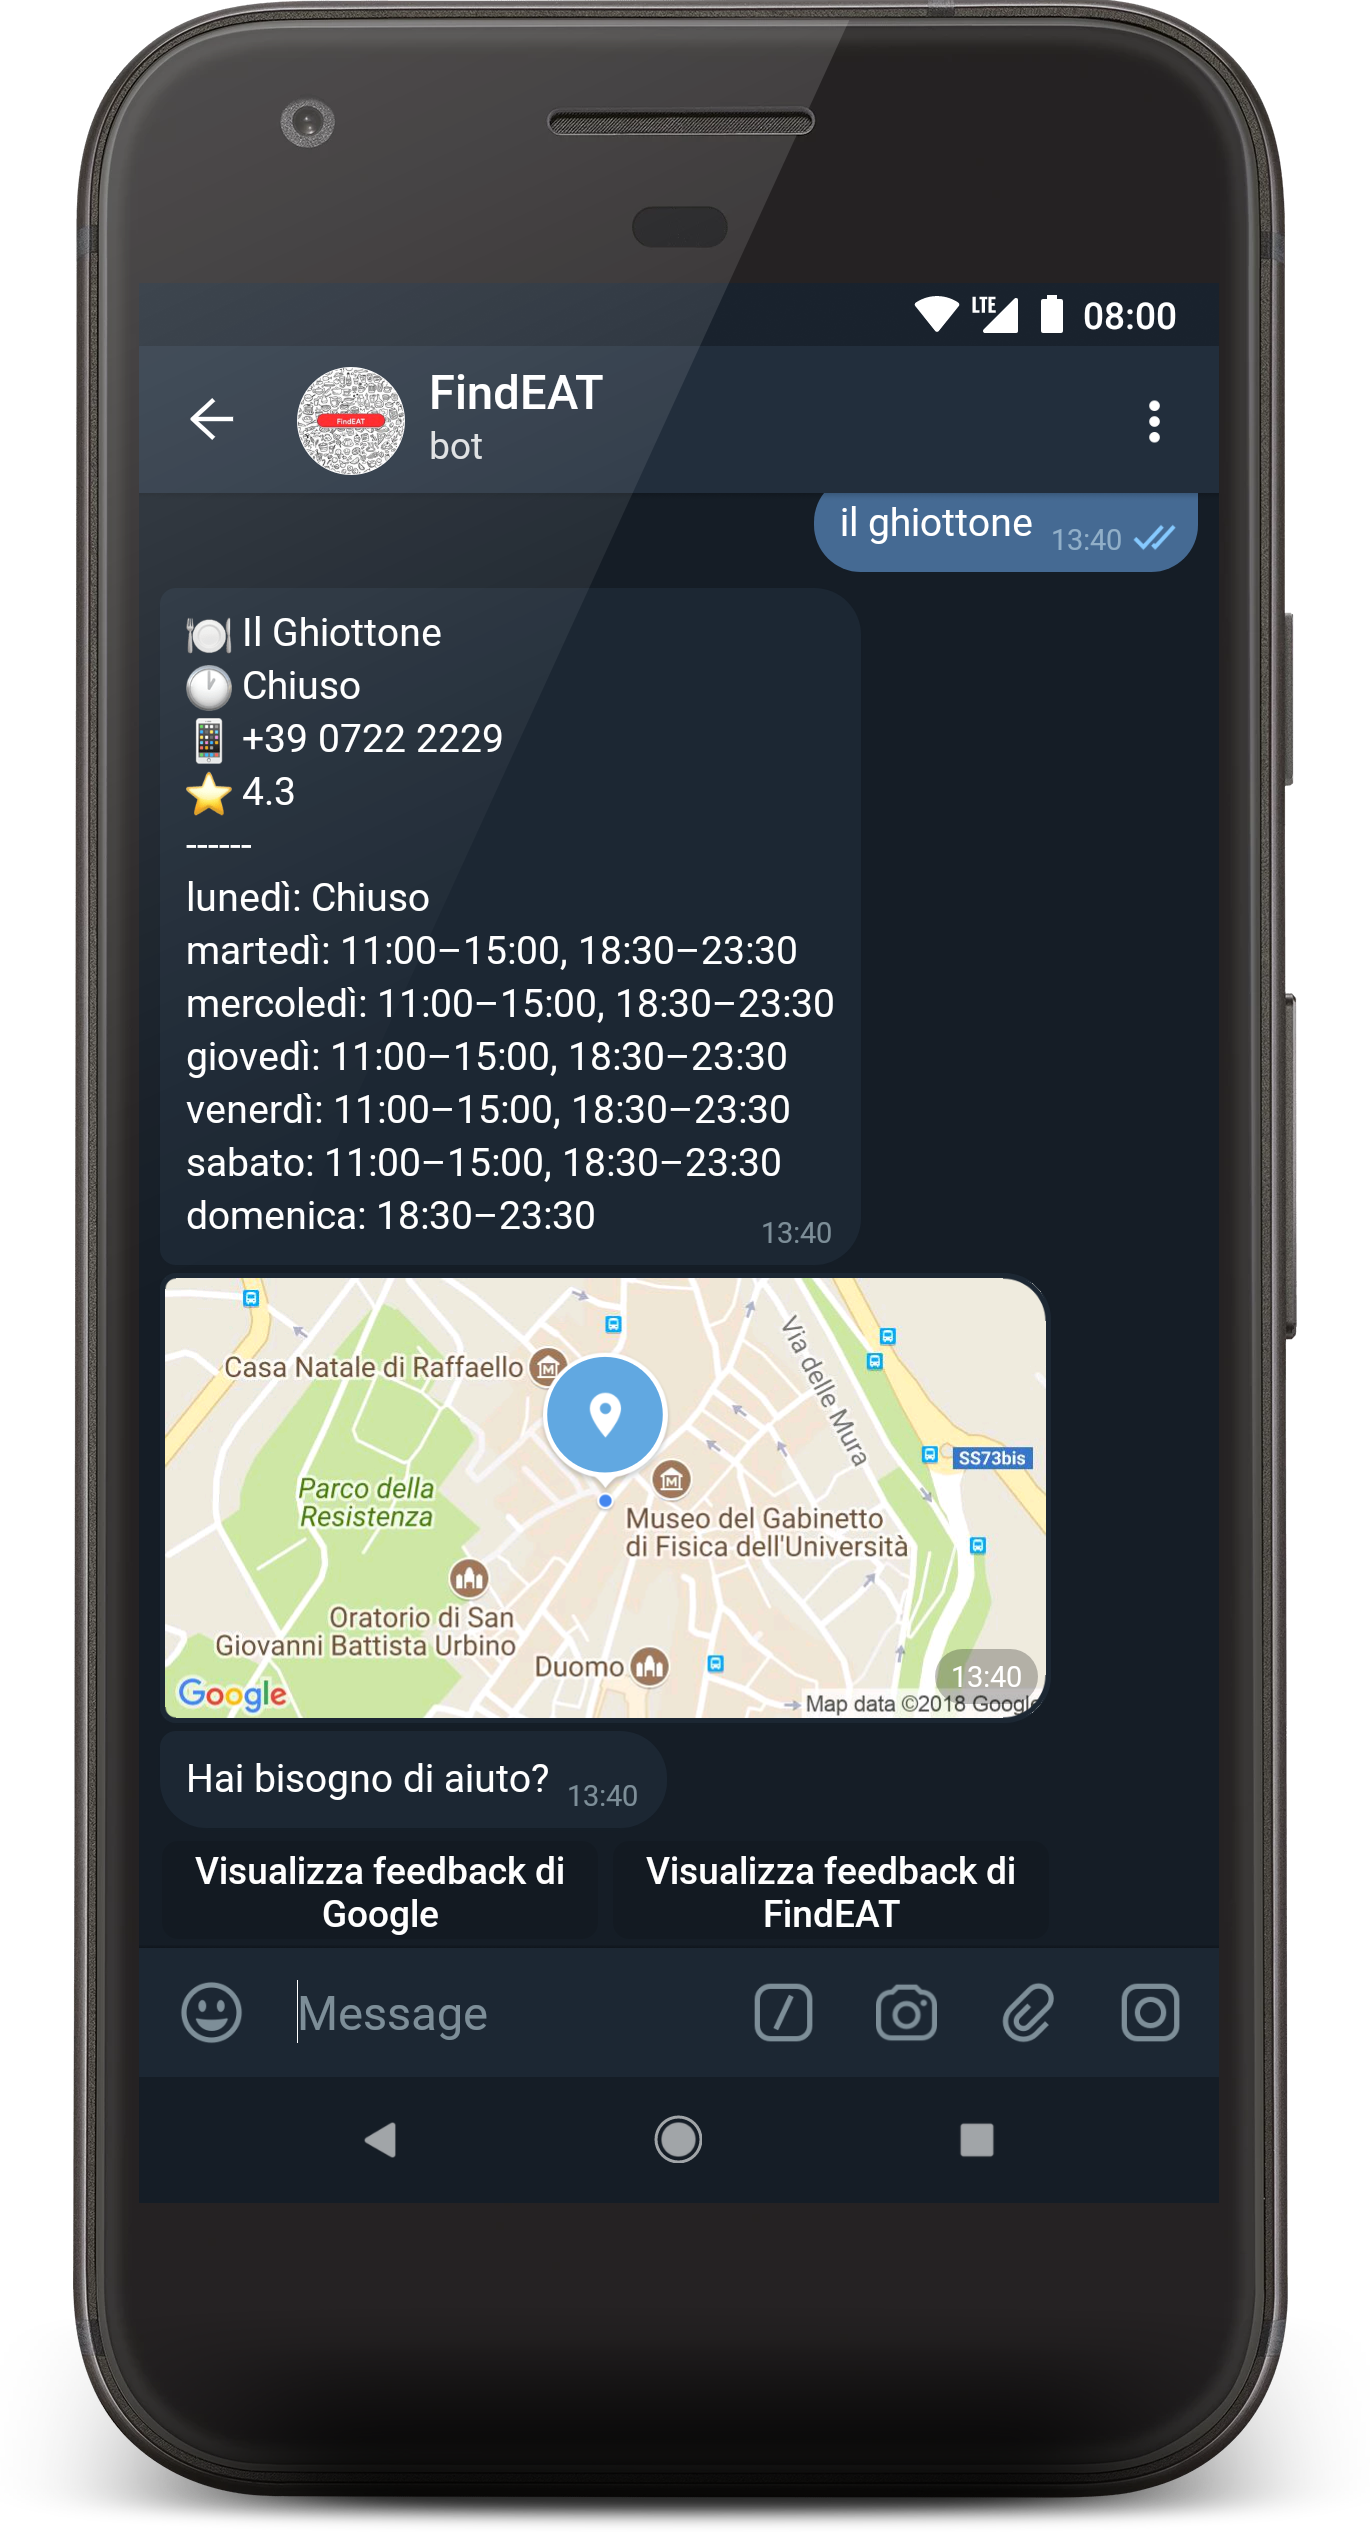 LTE 08:00
FindEAT
FindEAT
bot
il ghiottone 13:40
Il Ghiottone
Chiuso
+39 0722 2229
4.3
------
lunedì: Chiuso
martedì: 11:00–15:00, 18:30–23:30
mercoledì: 11:00–15:00, 18:30–23:30
giovedì: 11:00–15:00, 18:30–23:30
venerdì: 11:00–15:00, 18:30–23:30
sabato: 11:00–15:00, 18:30–23:30
domenica: 18:30–23:30
13:40
Via delle Mura
Casa Natale di Raffaello
SS73bis
Parco della
Resistenza
Museo del Gabinetto
di Fisica dell'Università
Oratorio di San
Giovanni Battista Urbino
Duomo
13:40
Google
Map data ©2018 Google
Hai bisogno di aiuto? 13:40
Visualizza feedback di
Google
Visualizza feedback di
FindEAT
Message